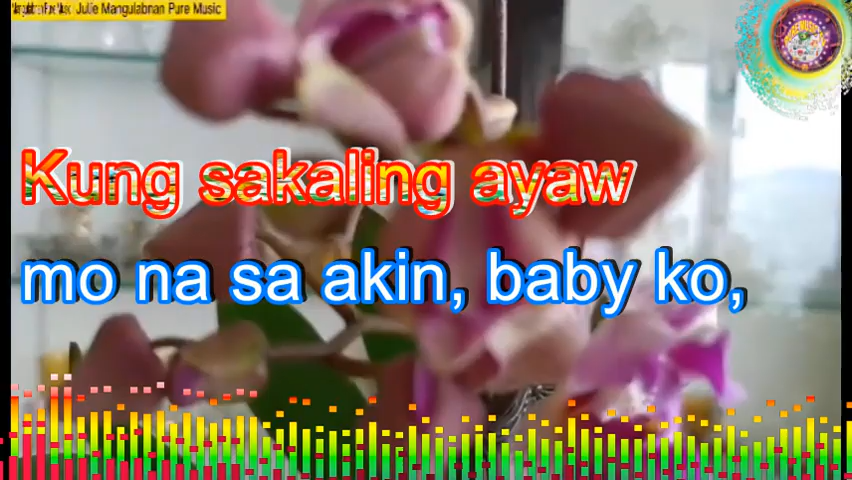 Julie Mangulabnan Pure Music
Kung sakaling ayaw
mo na sa akin, baby ko,